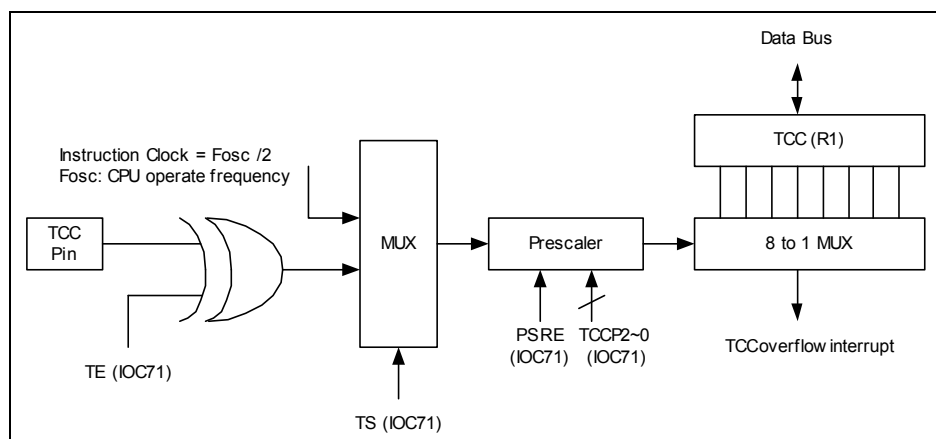 Data Bus
TCC (R1)
Instruction Clock = Fosc /2
Fosc: CPU operate frequency
TCC
Pin
MUX
Prescaler
8 to 1 MUX
PSRE
(IOC71)
TCCP2~0
(IOC71)
TCCoverflow interrupt
TE (IOC71)
TS (IOC71)